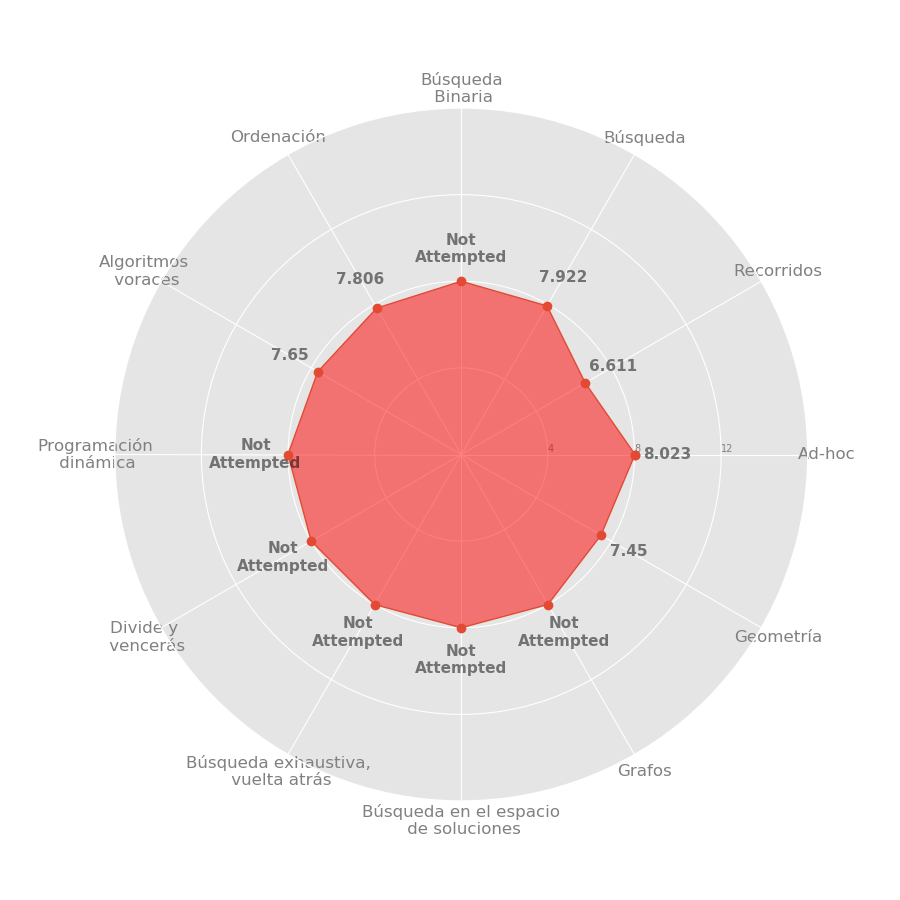 Búsqueda
Binaria
Ordenación
Búsqueda
Not
Attempted
Algoritmos
voraces
7.806
7.922
Recorridos
7.65
6.611
Programación
dinámica
Not
Attempted
4
8
12
8.023
Ad-hoc
Not
Attempted
7.45
Divide y
vencerás
Not
Attempted
Not
Attempted
Not
Attempted
Geometría
Búsqueda exhaustiva,
vuelta atrás
Grafos
Búsqueda en el espacio
de soluciones